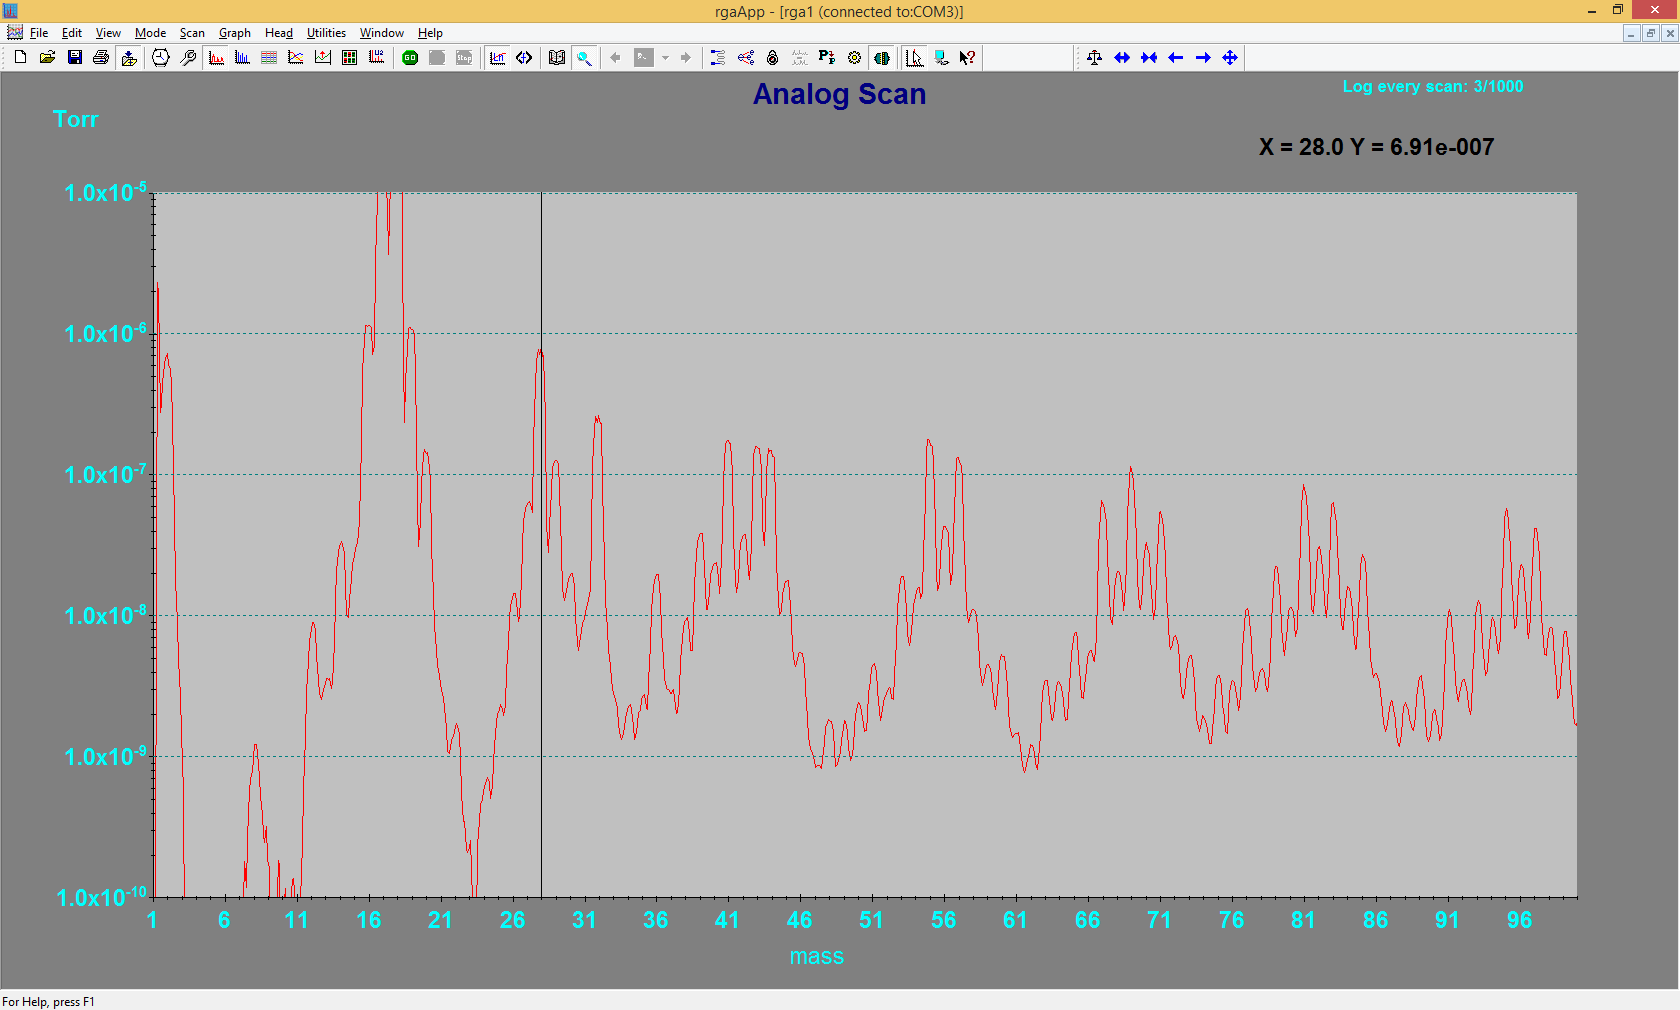 rgaApp - [rga1 (connected to:COM3)]
File Edit View Mode Scan Graph Head Utilities Window Help
GO Stop
Analog Scan
Log every scan: 3/1000
Torr
X = 28.0 Y = 6.91e-007
1.0x10⁻⁵
1.0x10⁻⁶
1.0x10⁻⁷
1.0x10⁻⁸
1.0x10⁻⁹
1.0x10⁻¹⁰
1 6 11 16 21 26 31 36 41 46 51 56 61 66 71 76 81 86 91 96
mass
For Help, press F1